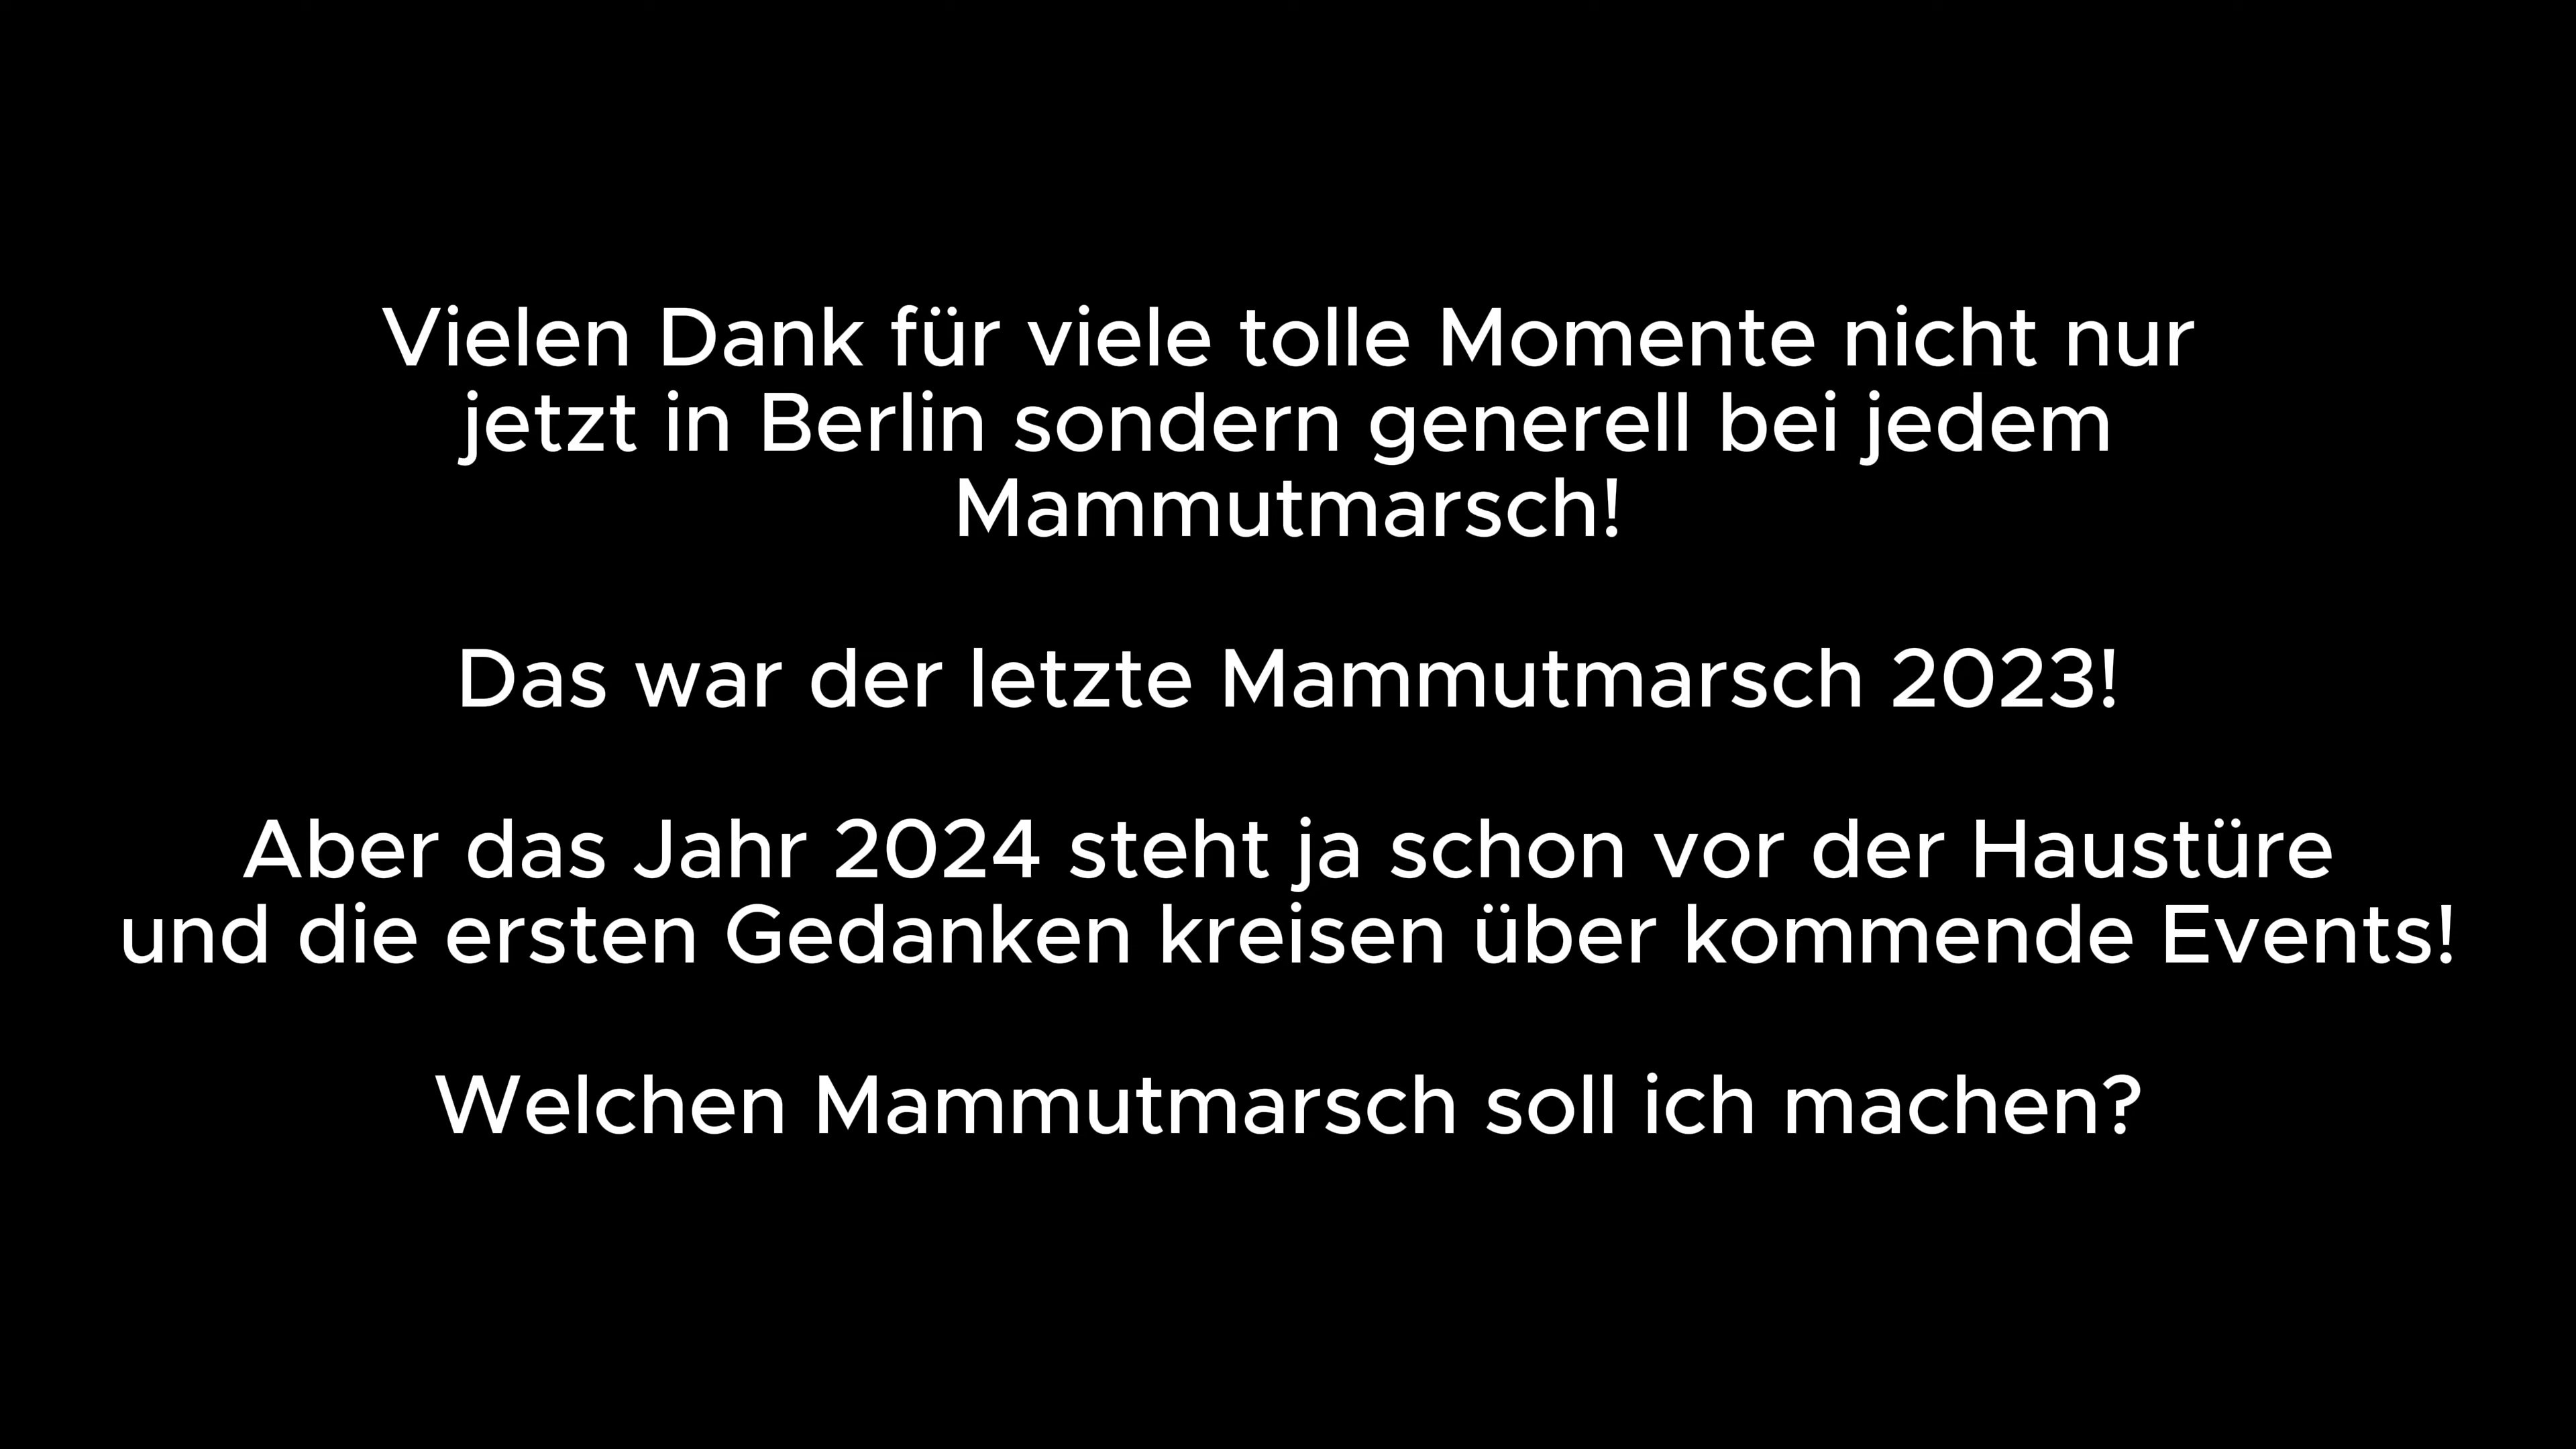 Vielen Dank für viele tolle Momente nicht nur
jetzt in Berlin sondern generell bei jedem
Mammutmarsch!
Das war der letzte Mammutmarsch 2023!
Aber das Jahr 2024 steht ja schon vor der Haustüre
und die ersten Gedanken kreisen über kommende Events!
Welchen Mammutmarsch soll ich machen?